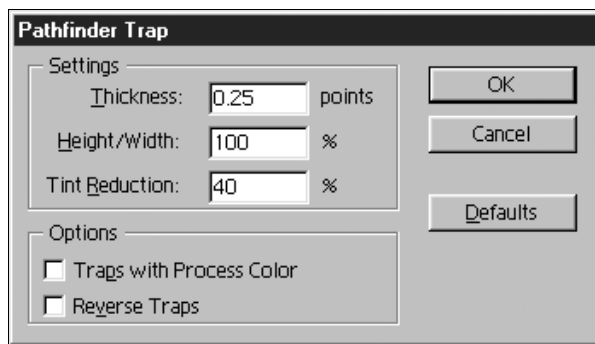 Pathfinder Trap
Settings
Thickness: 0.25 points
Height/Width: 100 %
Tint Reduction: 40 %
OK
Cancel
Defaults
Options
Traps with Process Color
Reverse Traps